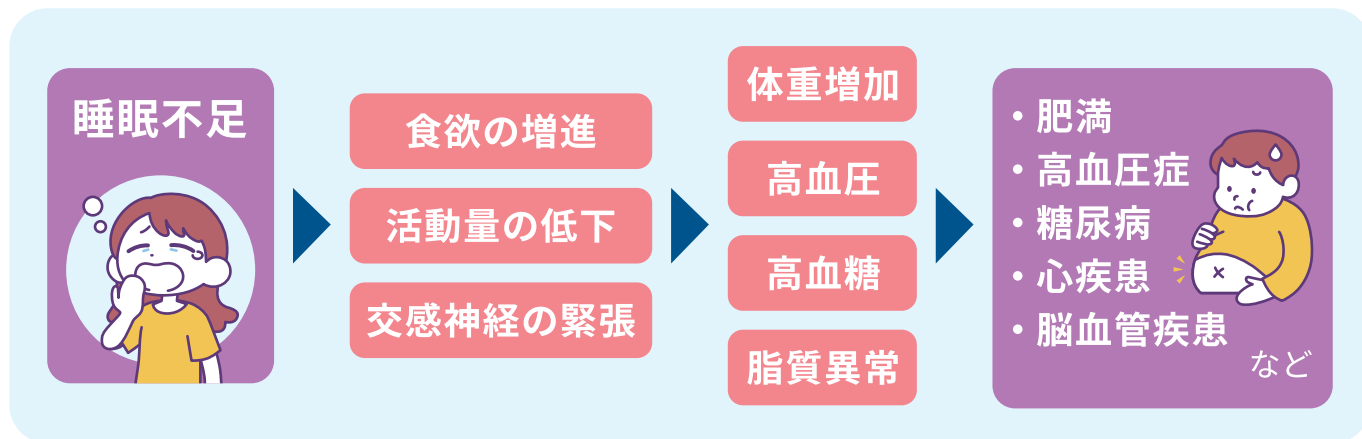 睡眠不足
食欲の増進
活動量の低下
交感神経の緊張
体重増加
高血圧
高血糖
脂質異常
・肥満
・高血圧症
・糖尿病
・心疾患
・脳血管疾患
など